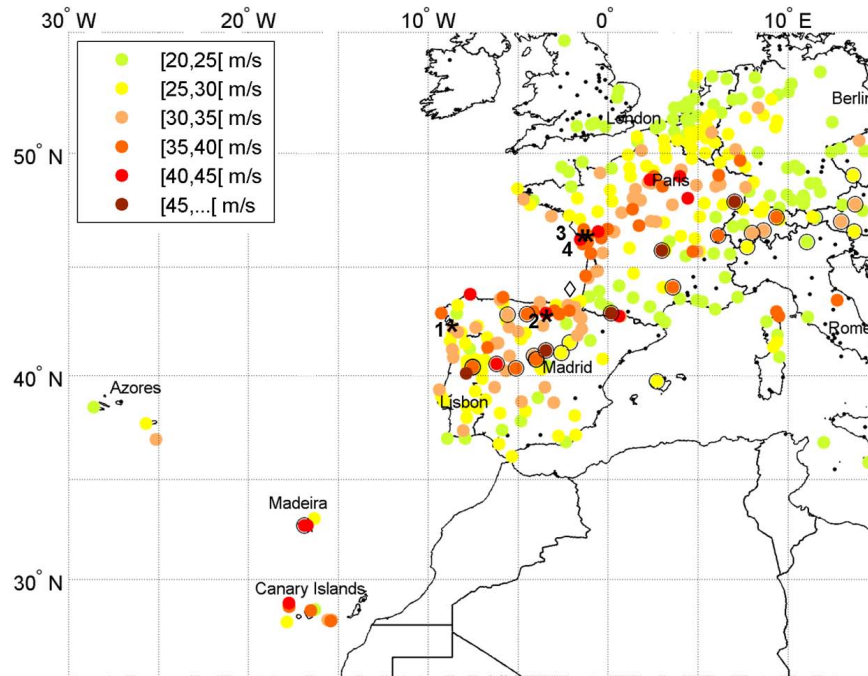 30° W 20° W 10° W 0° 10° E
[20,25[ m/s
[25,30[ m/s
[30,35[ m/s
[35,40[ m/s
[40,45[ m/s
[45,...[ m/s
Berlin
London
50° N
Paris
3
4
1
2
Rome
Madrid
40° N
Azores
Lisbon
Madeira
30° N
Canary Islands